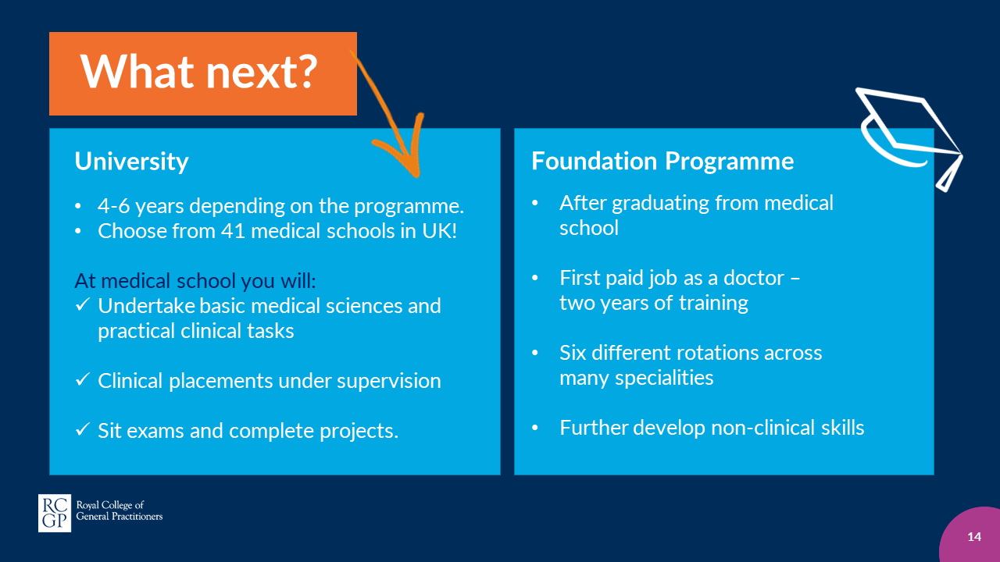 What next?
University
• 4-6 years depending on the programme.
• Choose from 41 medical schools in UK!
At medical school you will:
✓ Undertake basic medical sciences and
practical clinical tasks
✓ Clinical placements under supervision
✓ Sit exams and complete projects.
Foundation Programme
• After graduating from medical
school
• First paid job as a doctor –
two years of training
• Six different rotations across
many specialities
• Further develop non-clinical skills
RC
GP
Royal College of
General Practitioners
14